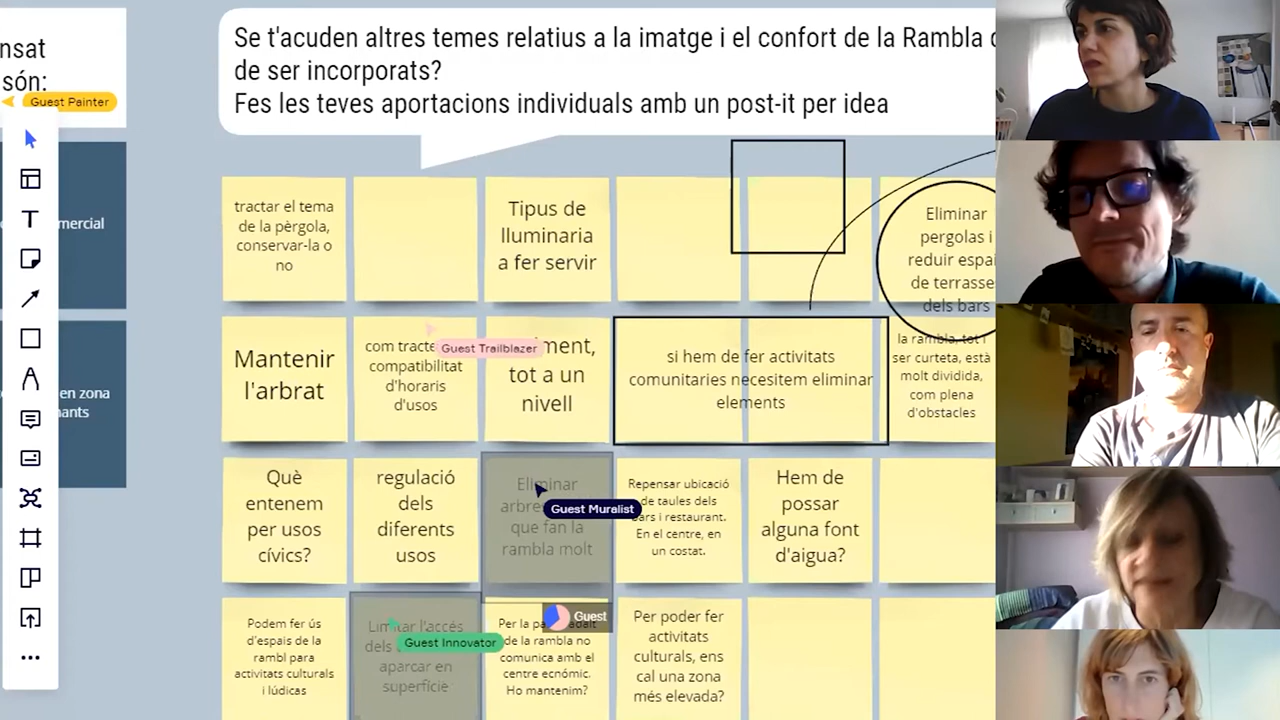 nsat
són:
Guest Painter
mercial
en zona
nants
Se t'acuden altres temes relatius a la imatge i el confort de la Rambla
de ser incorporats?
Fes les teves aportacions individuals amb un post-it per idea
tractar el tema
de la pèrgola,
conservar-la o
no
Tipus de
lluminaria
a fer servir
Eliminar
pergolas i
reduir espai
de terrasse
dels bars
Mantenir
l'arbrat
com tracte
compatibilitat
d'horaris
d'usos
Guest Trailblazer
ment,
tot a un
nivell
si hem de fer activitats
comunitaries necesitem eliminar
elements
la rambla, tot i
ser curteta, està
molt dividida,
com plena
d'obstacles
Què
entenem
per usos
cívics?
regulació
dels
diferents
usos
Eliminar
arbre
que fan la
rambla molt
Guest Muralist
Repensar ubicació
de taules dels
bars i restaurant.
En el centre, en
un costat.
Hem de
possar
alguna font
d'aigua?
Podem fer ús
d'espais de la
rambl para
activitats culturals
i lúdicas
Limitar l'accés
dels
aparcar en
superfície
Guest Innovator
Guest
Per la pa dalt
de la rambla no
comunica amb el
centre ecnómic.
Ho mantenim?
Per poder fer
activitats
culturals, ens
cal una zona
més elevada?